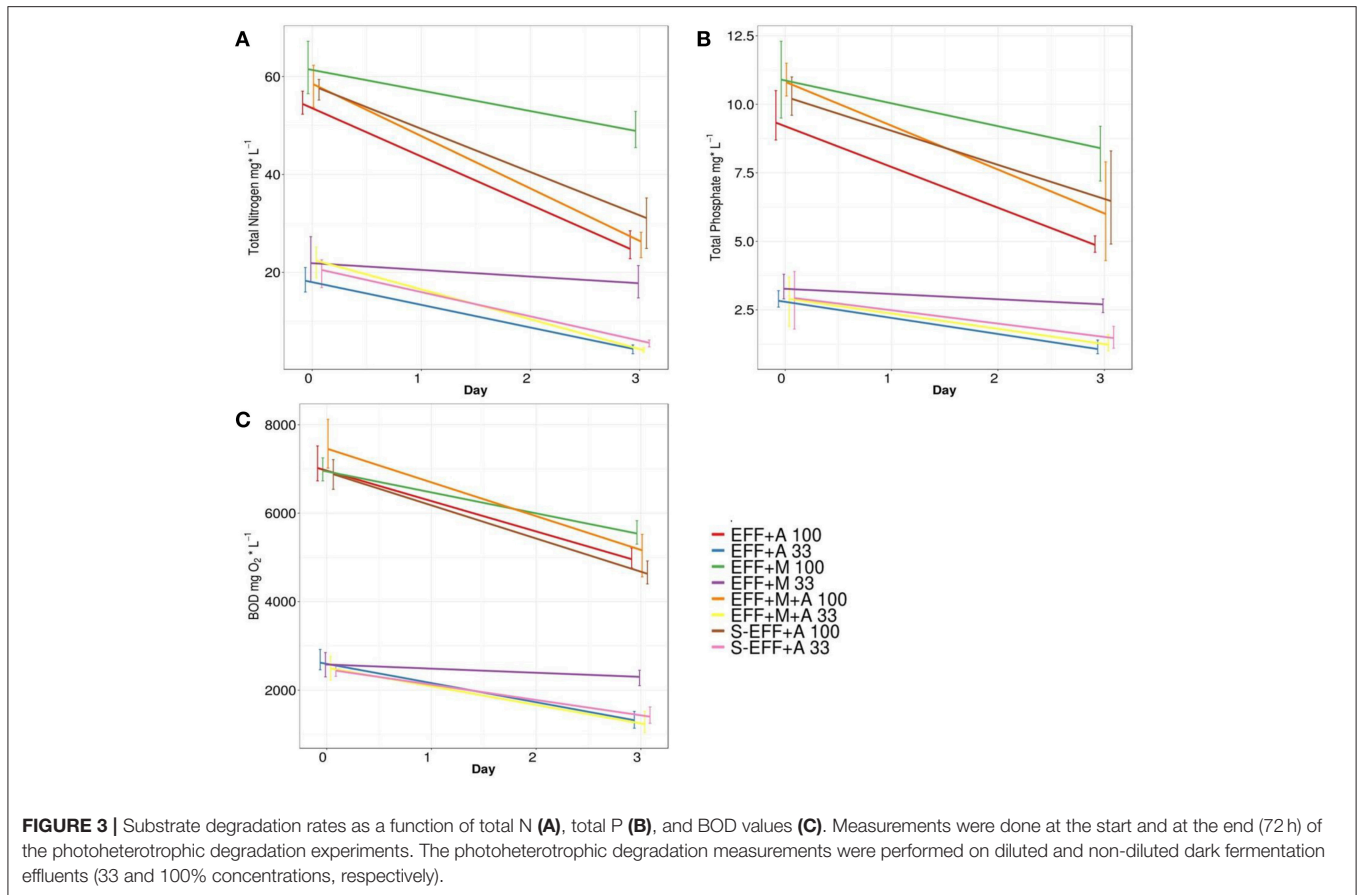 A
Total Nitrogen mg* L⁻¹
60
40
20
0 1 2 3
Day
B
Total Phosphate mg* L⁻¹
12.5
10.0
7.5
5.0
2.5
0 1 2 3
Day
C
BOD mg O₂ * L⁻¹
8000
6000
4000
2000
0 1 2 3
Day
EFF+A 100
EFF+A 33
EFF+M 100
EFF+M 33
EFF+M+A 100
EFF+M+A 33
S-EFF+A 100
S-EFF+A 33
FIGURE 3 | Substrate degradation rates as a function of total N (A), total P (B), and BOD values (C). Measurements were done at the start and at the end (72 h) of
the photoheterotrophic degradation experiments. The photoheterotrophic degradation measurements were performed on diluted and non-diluted dark fermentation
effluents (33 and 100% concentrations, respectively).